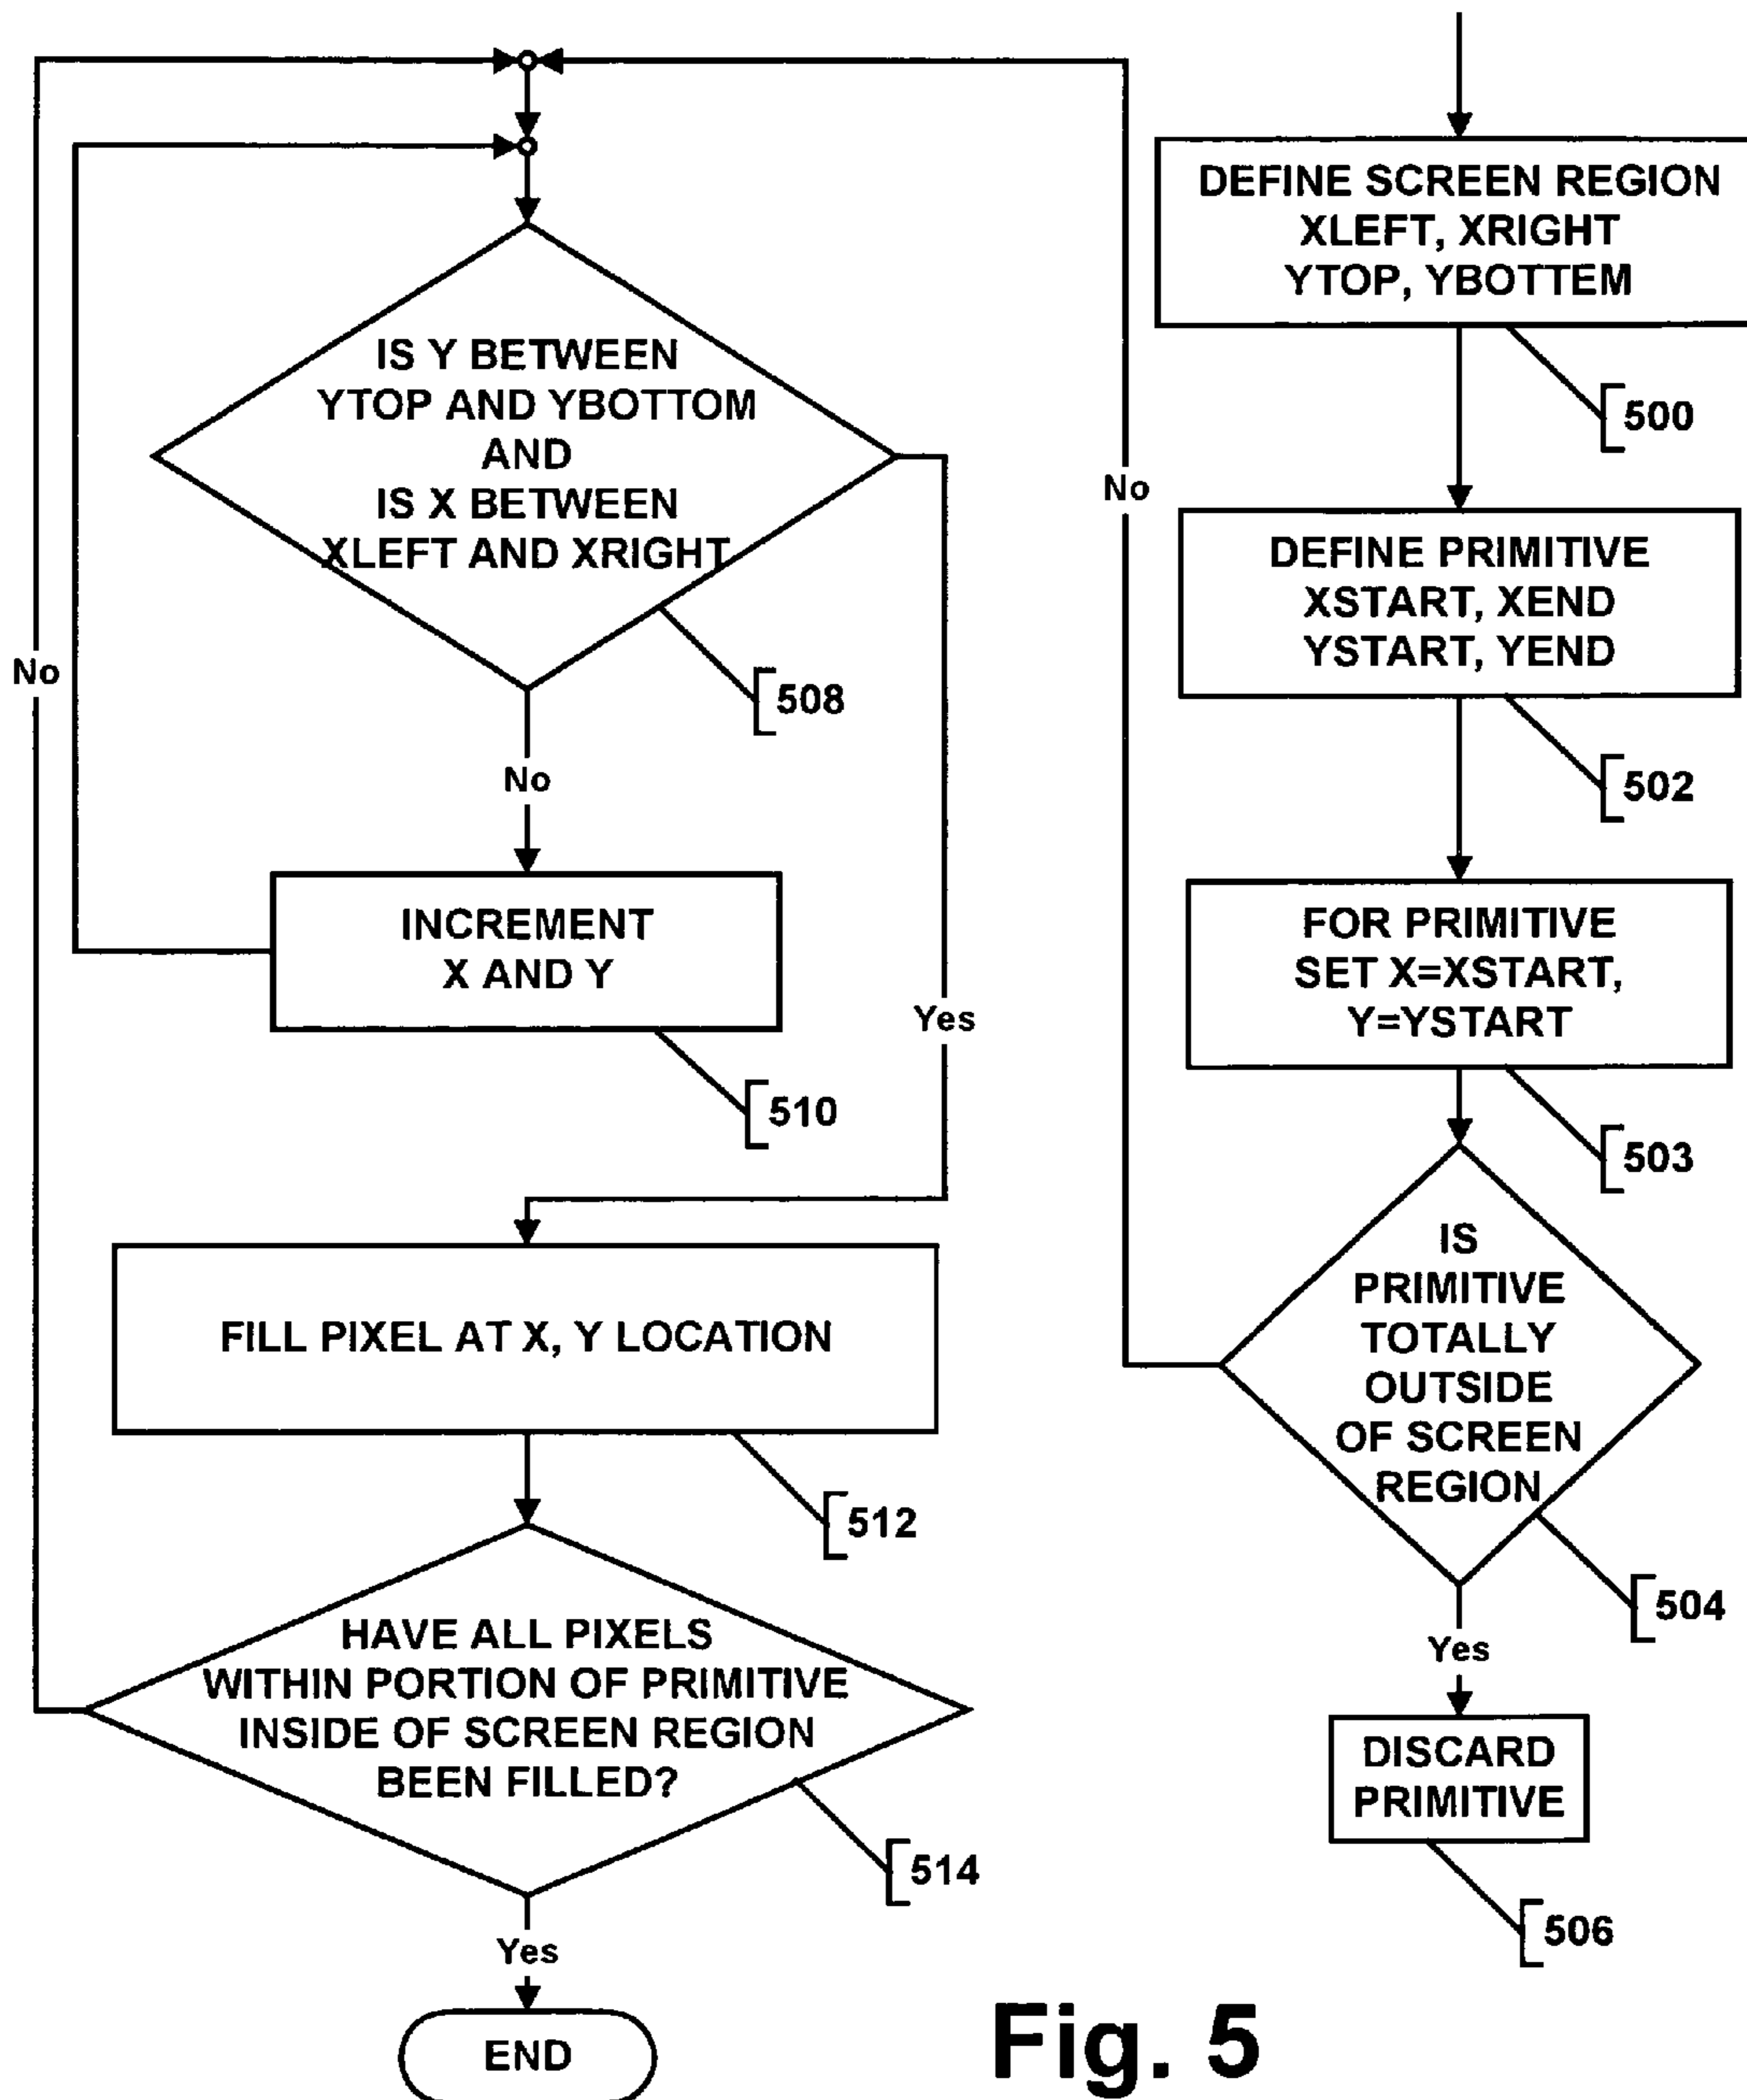 DEFINE SCREEN REGION
XLEFT, XRIGHT
YTOP, YBOTTEM
500
DEFINE PRIMITIVE
XSTART, XEND
YSTART, YEND
502
FOR PRIMITIVE
SET X=XSTART,
Y=YSTART
503
IS
PRIMITIVE
TOTALLY
OUTSIDE
OF SCREEN
REGION
504
Yes
DISCARD
PRIMITIVE
506
No
IS Y BETWEEN
YTOP AND YBOTTOM
AND
IS X BETWEEN
XLEFT AND XRIGHT
508
No
INCREMENT
X AND Y
510
Yes
FILL PIXEL AT X, Y LOCATION
512
HAVE ALL PIXELS
WITHIN PORTION OF PRIMITIVE
INSIDE OF SCREEN REGION
BEEN FILLED?
514
No
Yes
END
Fig. 5